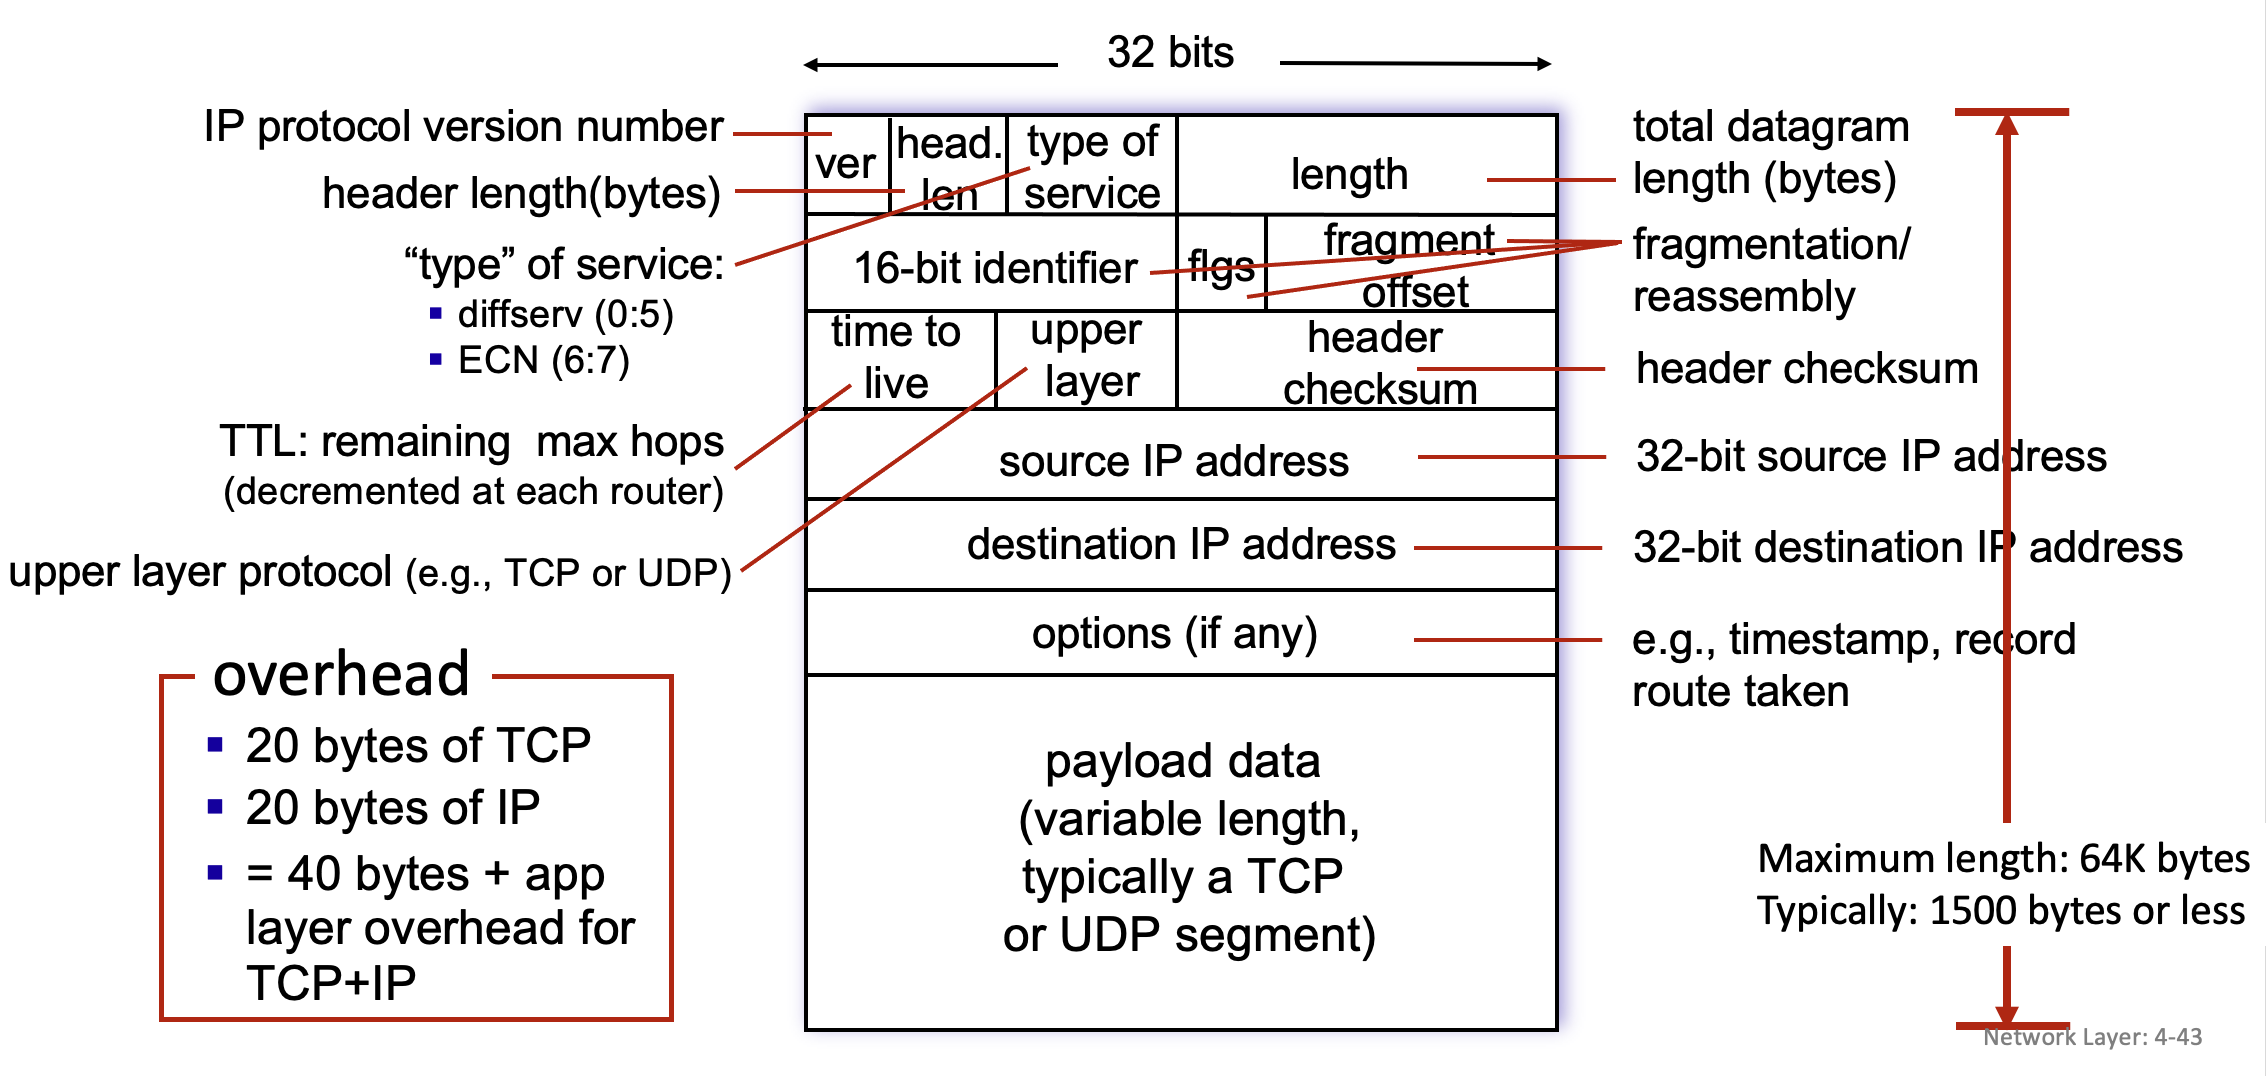 32 bits
IP protocol version number
header length(bytes)
“type” of service:
diffserv (0:5)
ECN (6:7)
TTL: remaining max hops
(decremented at each router)
upper layer protocol (e.g., TCP or UDP)
overhead
20 bytes of TCP
20 bytes of IP
= 40 bytes + app
layer overhead for
TCP+IP
ver
head.
len
type of
service
length
16-bit identifier
flgs
fragment
offset
time to
live
upper
layer
header
checksum
source IP address
destination IP address
options (if any)
payload data
(variable length,
typically a TCP
or UDP segment)
total datagram
length (bytes)
fragmentation/
reassembly
header checksum
32-bit source IP address
32-bit destination IP address
e.g., timestamp, record
route taken
Maximum length: 64K bytes
Typically: 1500 bytes or less
Network Layer: 4-43